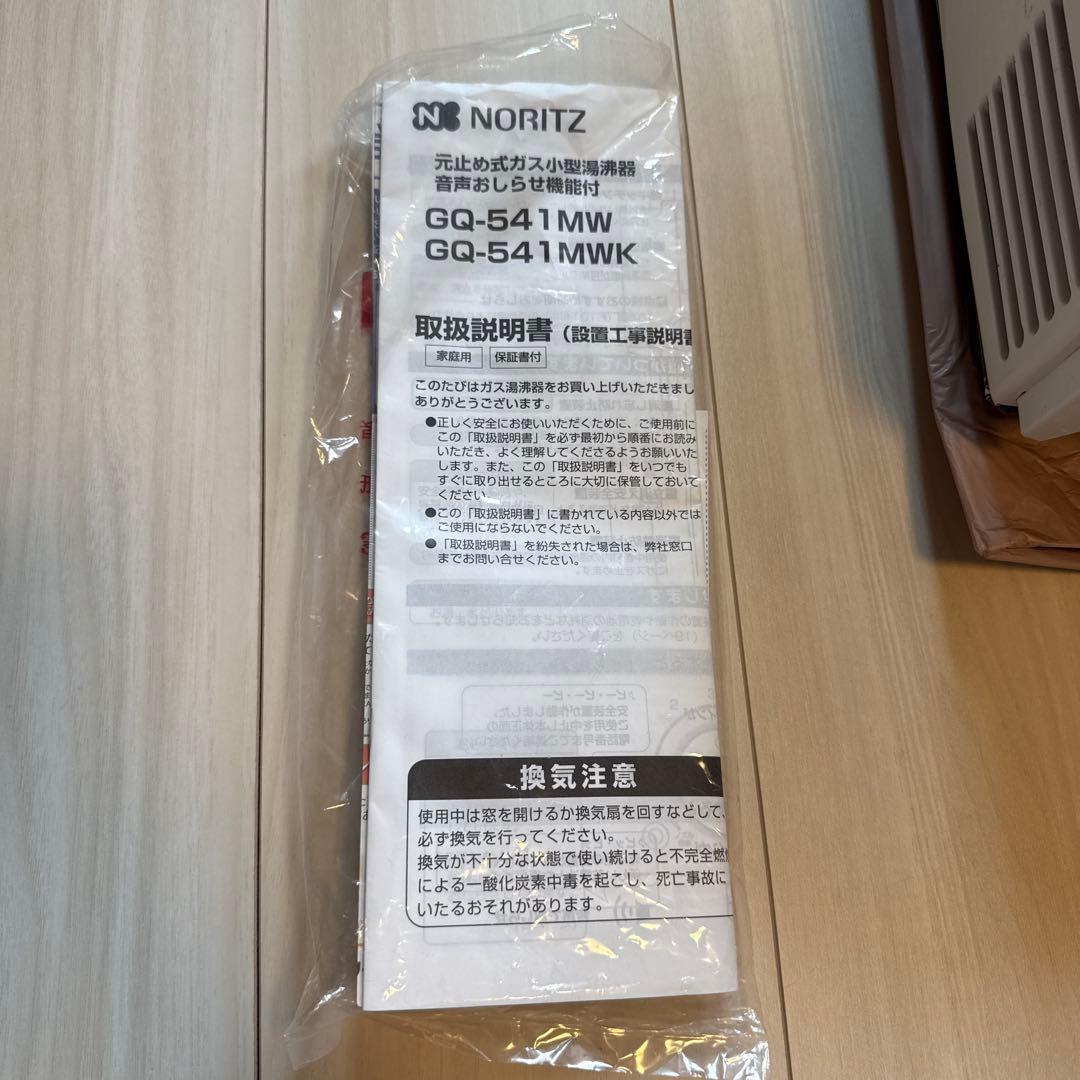 NORITZ
元止め式ガス小型湯沸器
音声おしらせ機能付
GQ-541MW
GQ-541MWK
取扱説明書(設置工事説明書
家庭用 保証書付
このたびはガス湯沸器をお買い上げいただきまし
ありがとうございます。
●正しく安全にお使いいただくために、ご使用前に
この「取扱説明書」を必ず最初から順番にお読み
いただき、よく理解してくださるようお願いいた
します。また、この「取扱説明書」をいつでも
すぐに取り出せるところに大切に保管しておいて
ください。
●この「取扱説明書」に書かれている内容以外では
ご使用にならないでください。
●「取扱説明書」を紛失された場合は、弊社窓口
までお問い合せください。
換気注意
使用中は窓を開けるか換気扇を回すなどして、
必ず換気を行ってください。
換気が不十分な状態で使い続けると不完全燃焼
による一酸化炭素中毒を起こし、死亡事故に
いたるおそれがあります。